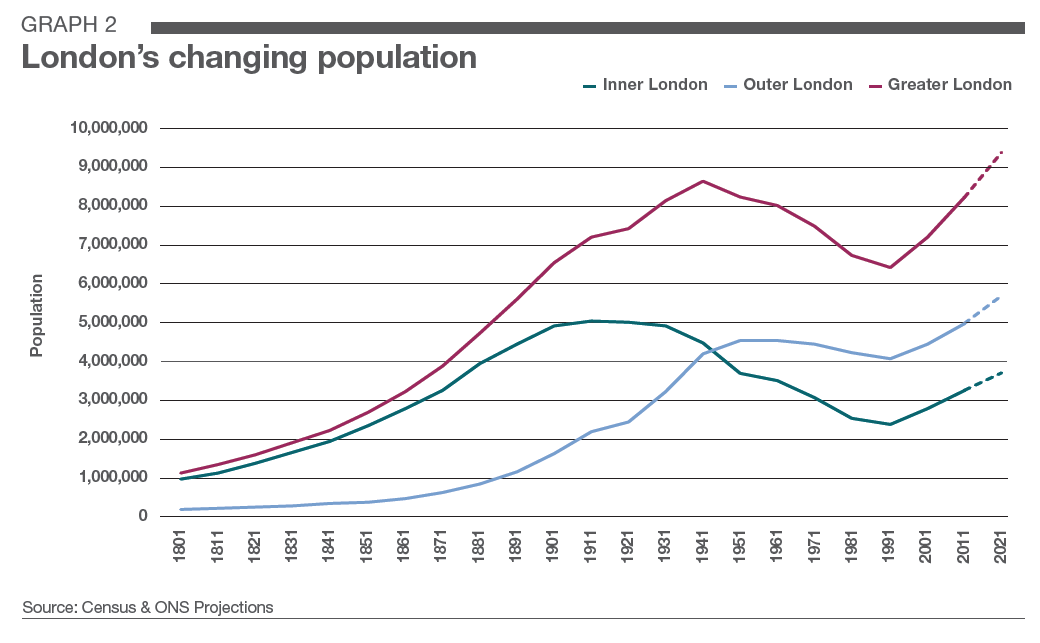 GRAPH 2
London’s changing population
Inner London Outer London Greater London
10,000,000
9,000,000
8,000,000
7,000,000
6,000,000
5,000,000
4,000,000
3,000,000
2,000,000
1,000,000
0
Population
1801 1811 1821 1831 1841 1851 1861 1871 1881 1891 1901 1911 1921 1931 1941 1951 1961 1971 1981 1991 2001 2011 2021
Source: Census & ONS Projections